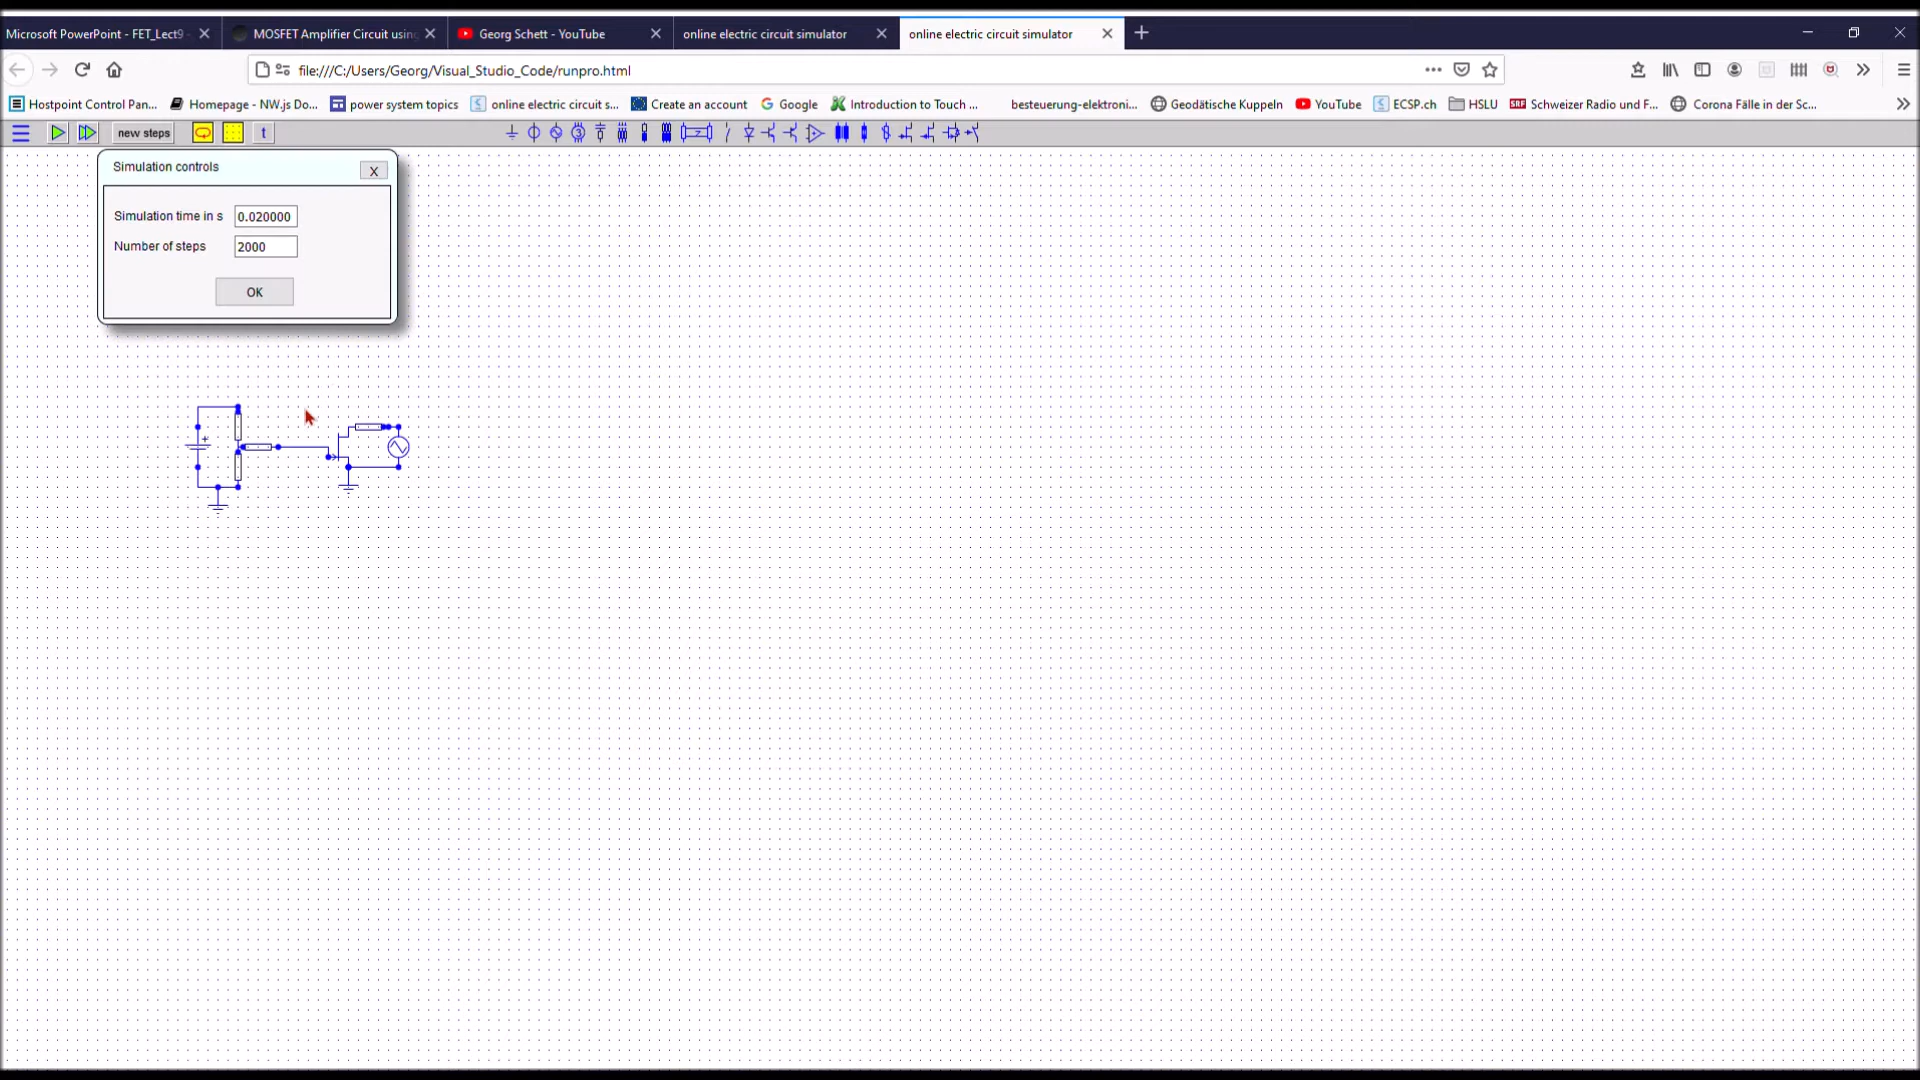 Microsoft PowerPoint - FET_Lect9 -
MOSFET Amplifier Circuit using
Georg Schett - YouTube
online electric circuit simulator
online electric circuit simulator
file:///C:/Users/Georg/Visual_Studio_Code/runpro.html
Hostpoint Control Pan...
Homepage - NW.js Do...
power system topics
online electric circuit s...
Create an account
Google
Introduction to Touch ...
besteuerung-elektroni...
Geodätische Kuppeln
YouTube
ECSP.ch
HSLU
SRF Schweizer Radio und F...
Corona Fälle in der Sc...
new steps
t
Simulation controls
X
Simulation time in s 0.020000
Number of steps 2000
OK